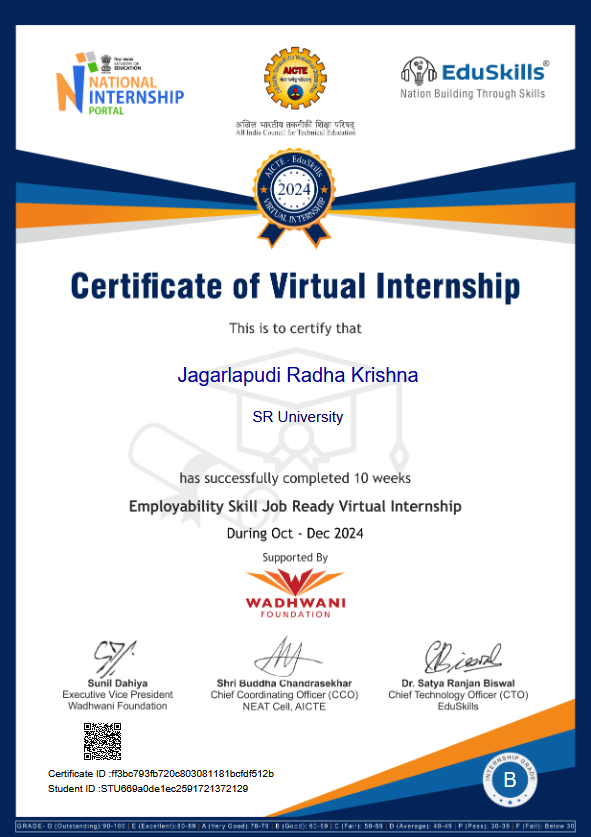 शिक्षा मंत्रालय
MINISTRY OF
EDUCATION
NATIONAL
INTERNSHIP
PORTAL
AICTE
अखिल भारतीय तकनीकी शिक्षा परिषद्
All India Council for Technical Education
EduSkills®
Nation Building Through Skills
AICTE - EduSkills
2024
VIRTUAL INTERNSHIP
Certificate of Virtual Internship
This is to certify that
Jagarlapudi Radha Krishna
SR University
has successfully completed 10 weeks
Employability Skill Job Ready Virtual Internship
During Oct - Dec 2024
Supported By
WADHWANI
FOUNDATION
Sunil Dahiya
Executive Vice President
Wadhwani Foundation
Shri Buddha Chandrasekhar
Chief Coordinating Officer (CCO)
NEAT Cell, AICTE
Dr. Satya Ranjan Biswal
Chief Technology Officer (CTO)
EduSkills
Certificate ID :ff3bc793fb720c803081181bcfdf512b
Student ID :STU669a0de1ec2591721372129
INTERNSHIP GRADE
B
GRADE- O (Outstanding): 90-100 | E (Excellent): 80-89 | A (Very Good): 70-79 | B (Good): 60-69 | C (Fair): 50-59 | D (Average): 40-49 | P (Pass): 30-39 | F (Fail): Below 30